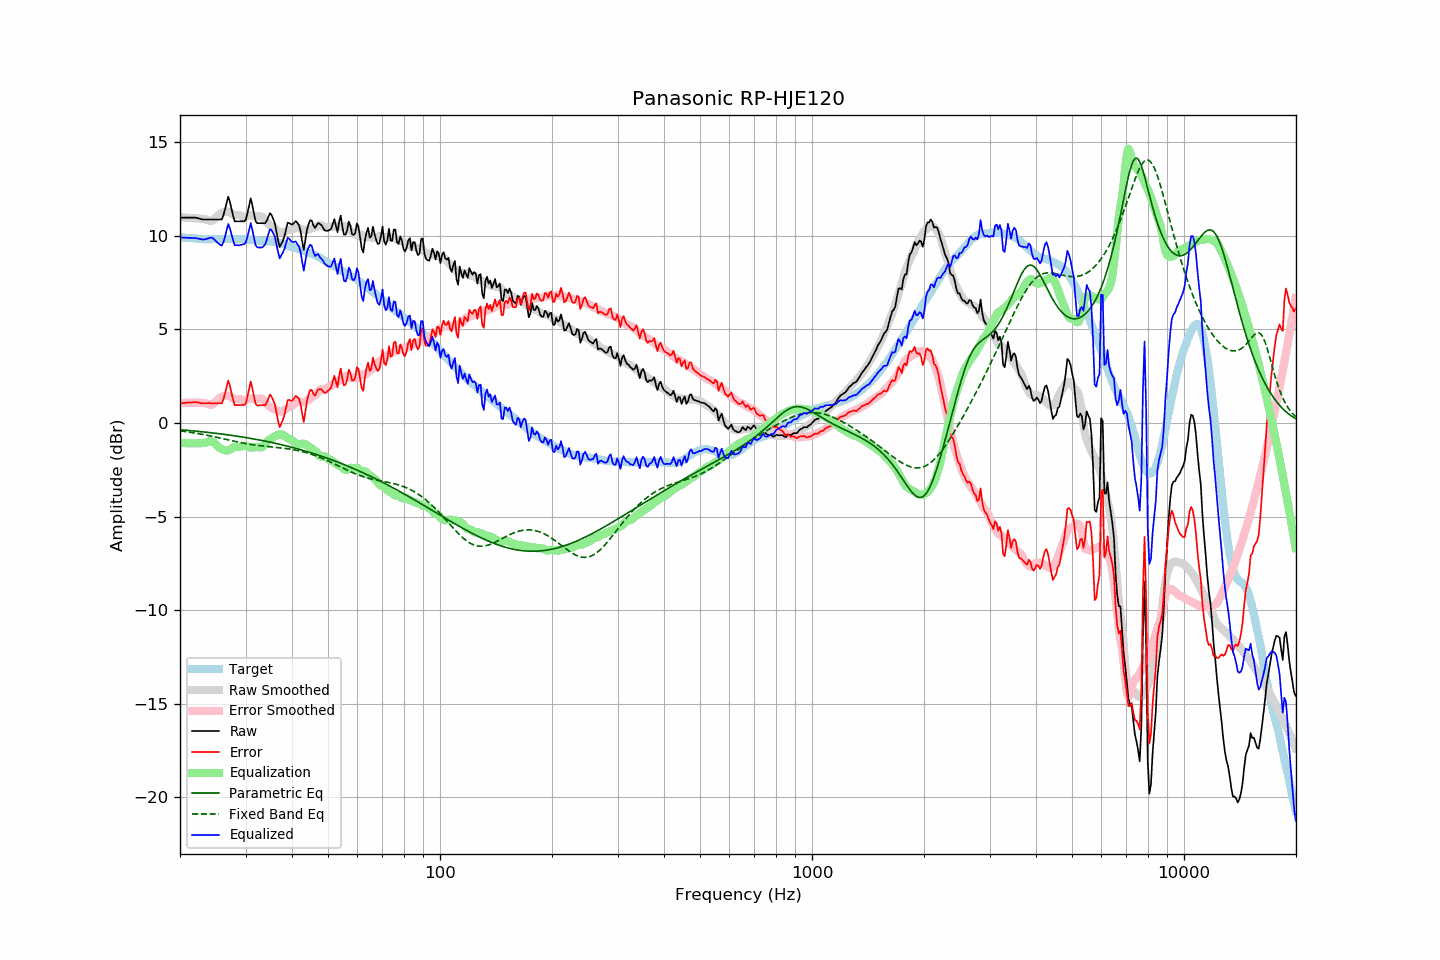 Panasonic RP-HJE120
15
10
5
0
−5
−10
−15
−20
Amplitude (dBr)
Target
Raw Smoothed
Error Smoothed
Raw
Error
Equalization
Parametric Eq
Fixed Band Eq
Equalized
100
1000
10000
Frequency (Hz)